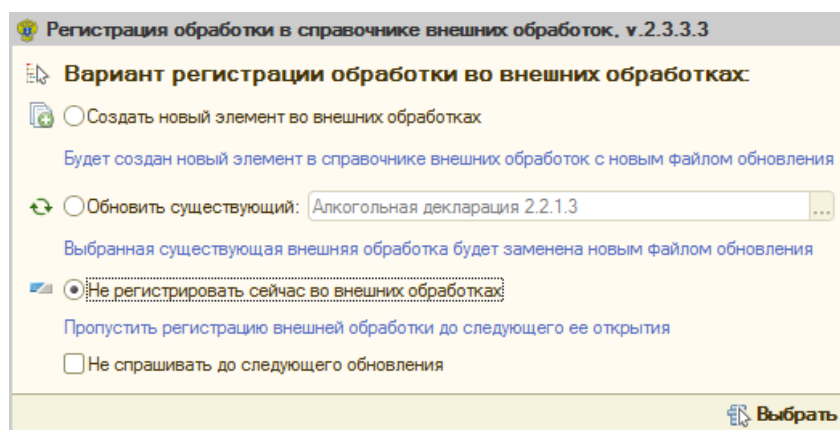 Регистрация обработки в справочнике внешних обработок, v.2.3.3.3
Вариант регистрации обработки во внешних обработках:
Создать новый элемент во внешних обработках
Будет создан новый элемент в справочнике внешних обработок с новым файлом обновления
Обновить существующий: Алкогольная декларация 2.2.1.3 ...
Выбранная существующая внешняя обработка будет заменена новым файлом обновления
Не регистрировать сейчас во внешних обработках
Пропустить регистрацию внешней обработки до следующего ее открытия
Не спрашивать до следующего обновления
Выбрать